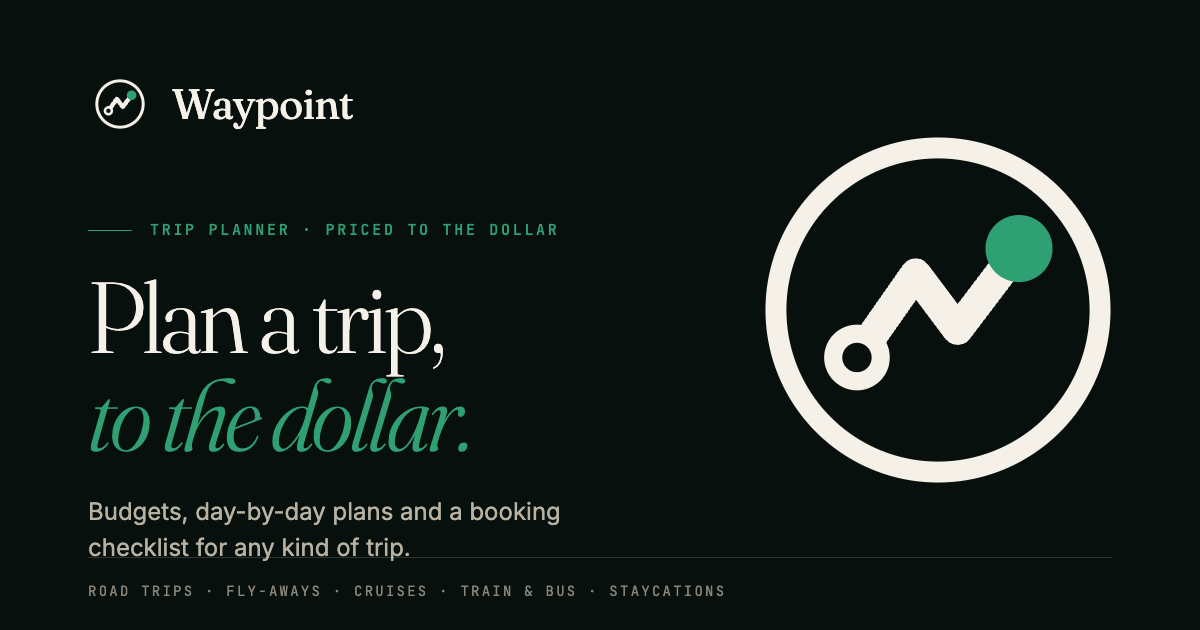 Waypoint
TRIP PLANNER · PRICED TO THE DOLLAR
Plan a trip,
to the dollar.
Budgets, day-by-day plans and a booking
checklist for any kind of trip.
ROAD TRIPS · FLY-AWAYS · CRUISES · TRAIN & BUS · STAYCATIONS